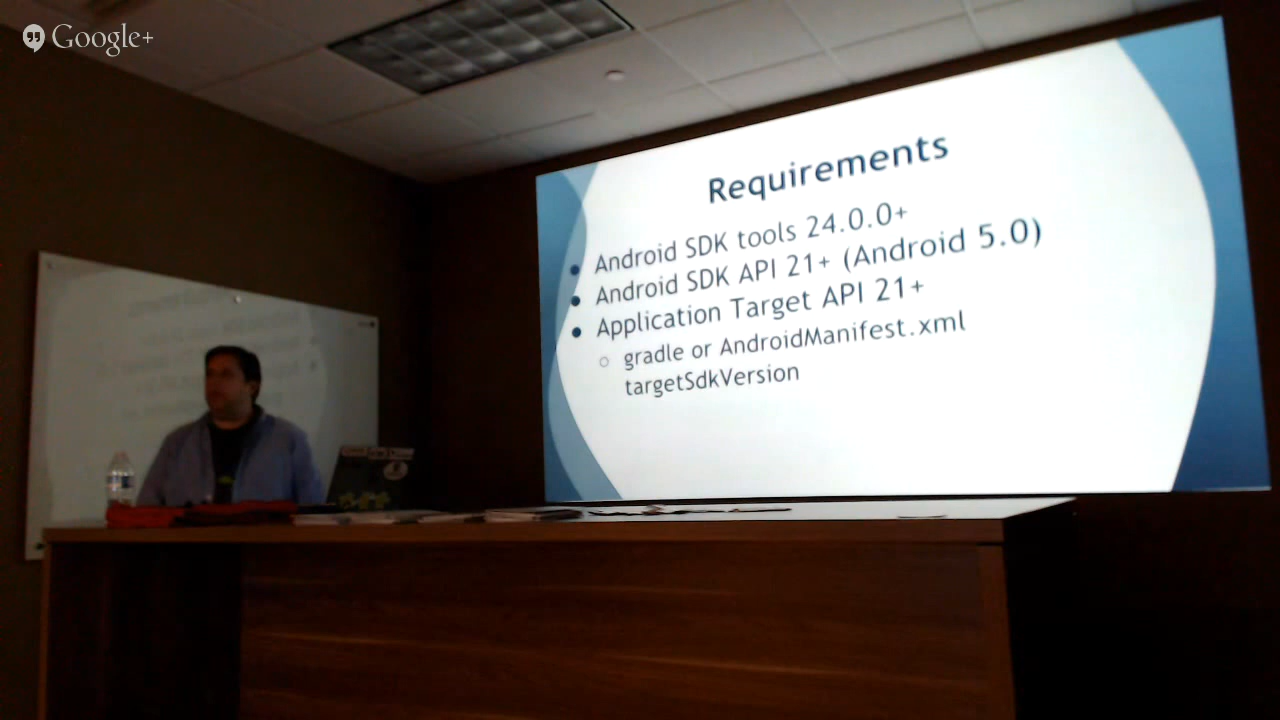 Google+
Requirements
Android SDK tools 24.0.0+
Android SDK API 21+ (Android 5.0)
Application Target API 21+
gradle or AndroidManifest.xml
targetSdkVersion